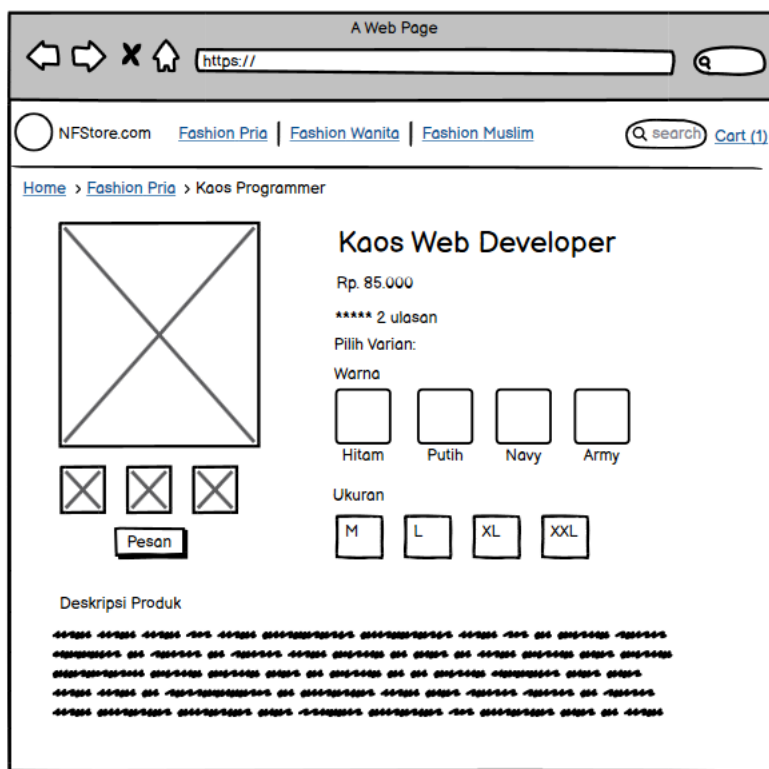 A Web Page
https://
NFStore.com Fashion Pria | Fashion Wanita | Fashion Muslim search Cart (1)
Home > Fashion Pria > Kaos Programmer
Kaos Web Developer
Rp. 85.000
***** 2 ulasan
Pilih Varian:
Warna
Hitam Putih Navy Army
Ukuran
M L XL XXL
Pesan
Deskripsi Produk